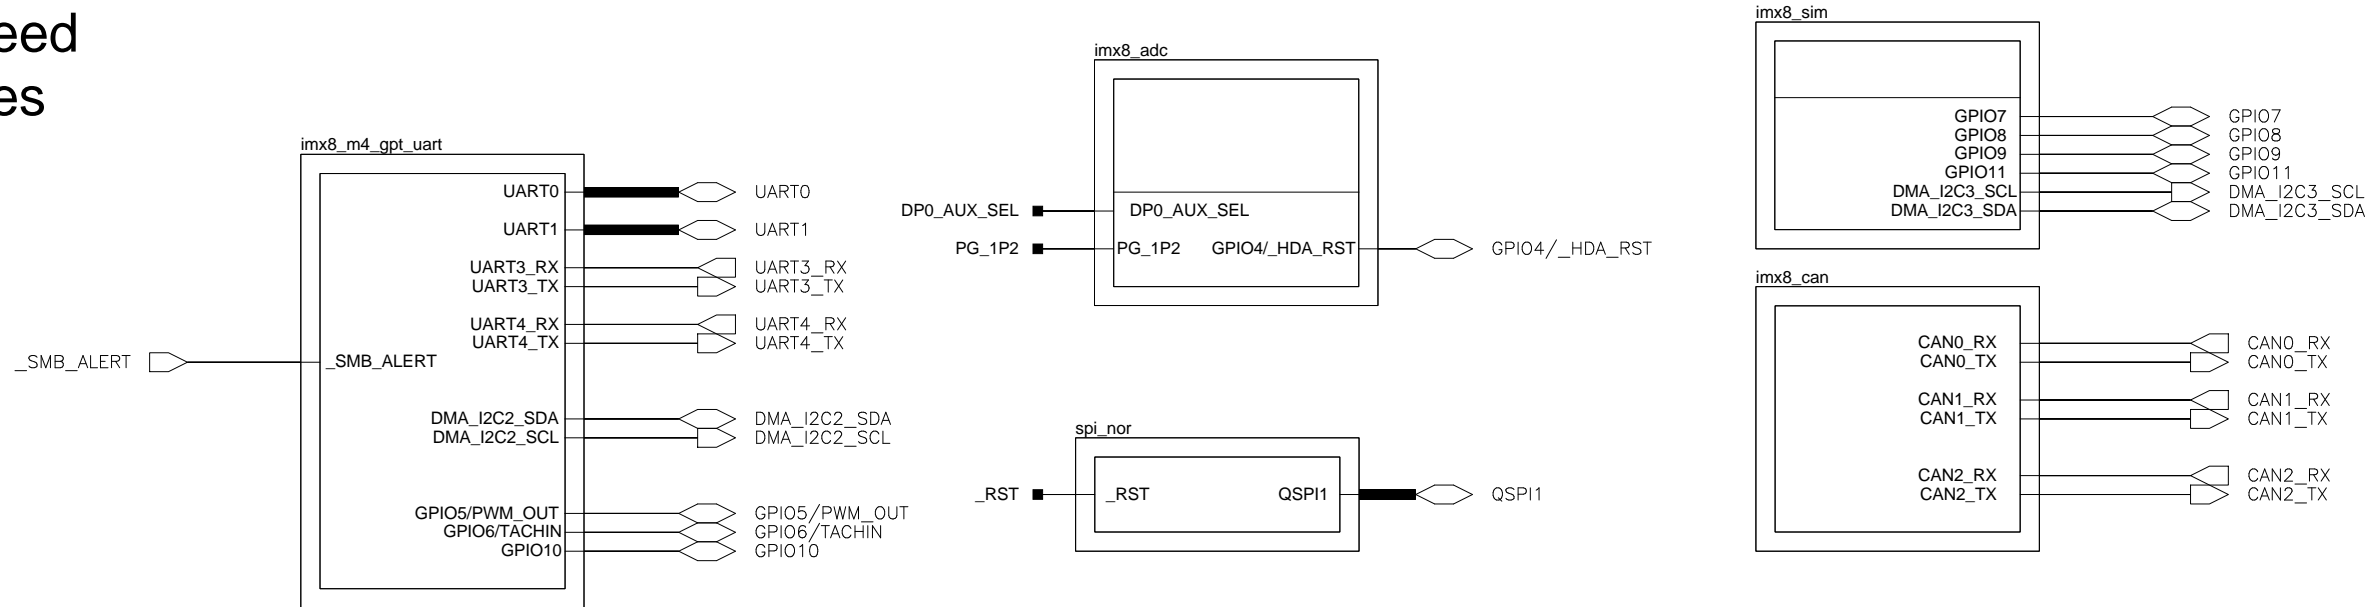 eed
es
imx8_m4_gpt_uart
UART0 UART0
UART1 UART1
UART3_RX UART3_RX
UART3_TX UART3_TX
UART4_RX UART4_RX
UART4_TX UART4_TX
_SMB_ALERT _SMB_ALERT
DMA_I2C2_SDA DMA_I2C2_SDA
DMA_I2C2_SCL DMA_I2C2_SCL
GPIO5/PWM_OUT GPIO5/PWM_OUT
GPIO6/TACHIN GPIO6/TACHIN
GPIO10 GPIO10
imx8_adc
DP0_AUX_SEL DP0_AUX_SEL
PG_1P2 PG_1P2 GPIO4/_HDA_RST GPIO4/_HDA_RST
spi_nor
_RST _RST QSPI1 QSPI1
imx8_sim
GPIO7 GPIO7
GPIO8 GPIO8
GPIO9 GPIO9
GPIO11 GPIO11
DMA_I2C3_SCL DMA_I2C3_SCL
DMA_I2C3_SDA DMA_I2C3_SDA
imx8_can
CAN0_RX CAN0_RX
CAN0_TX CAN0_TX
CAN1_RX CAN1_RX
CAN1_TX CAN1_TX
CAN2_RX CAN2_RX
CAN2_TX CAN2_TX